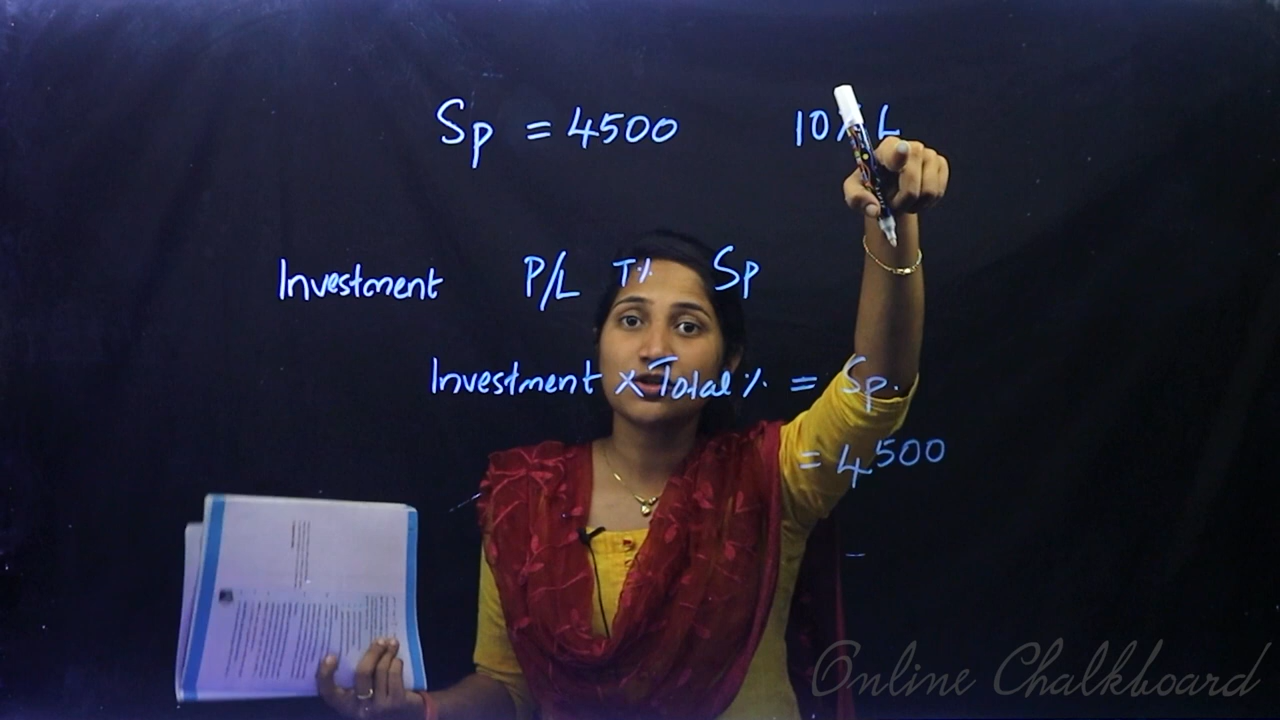 Sp = 4500 10% L
Investment P/L T% Sp
Investment × Total % = Sp.
= 4500
Online Chalkboard